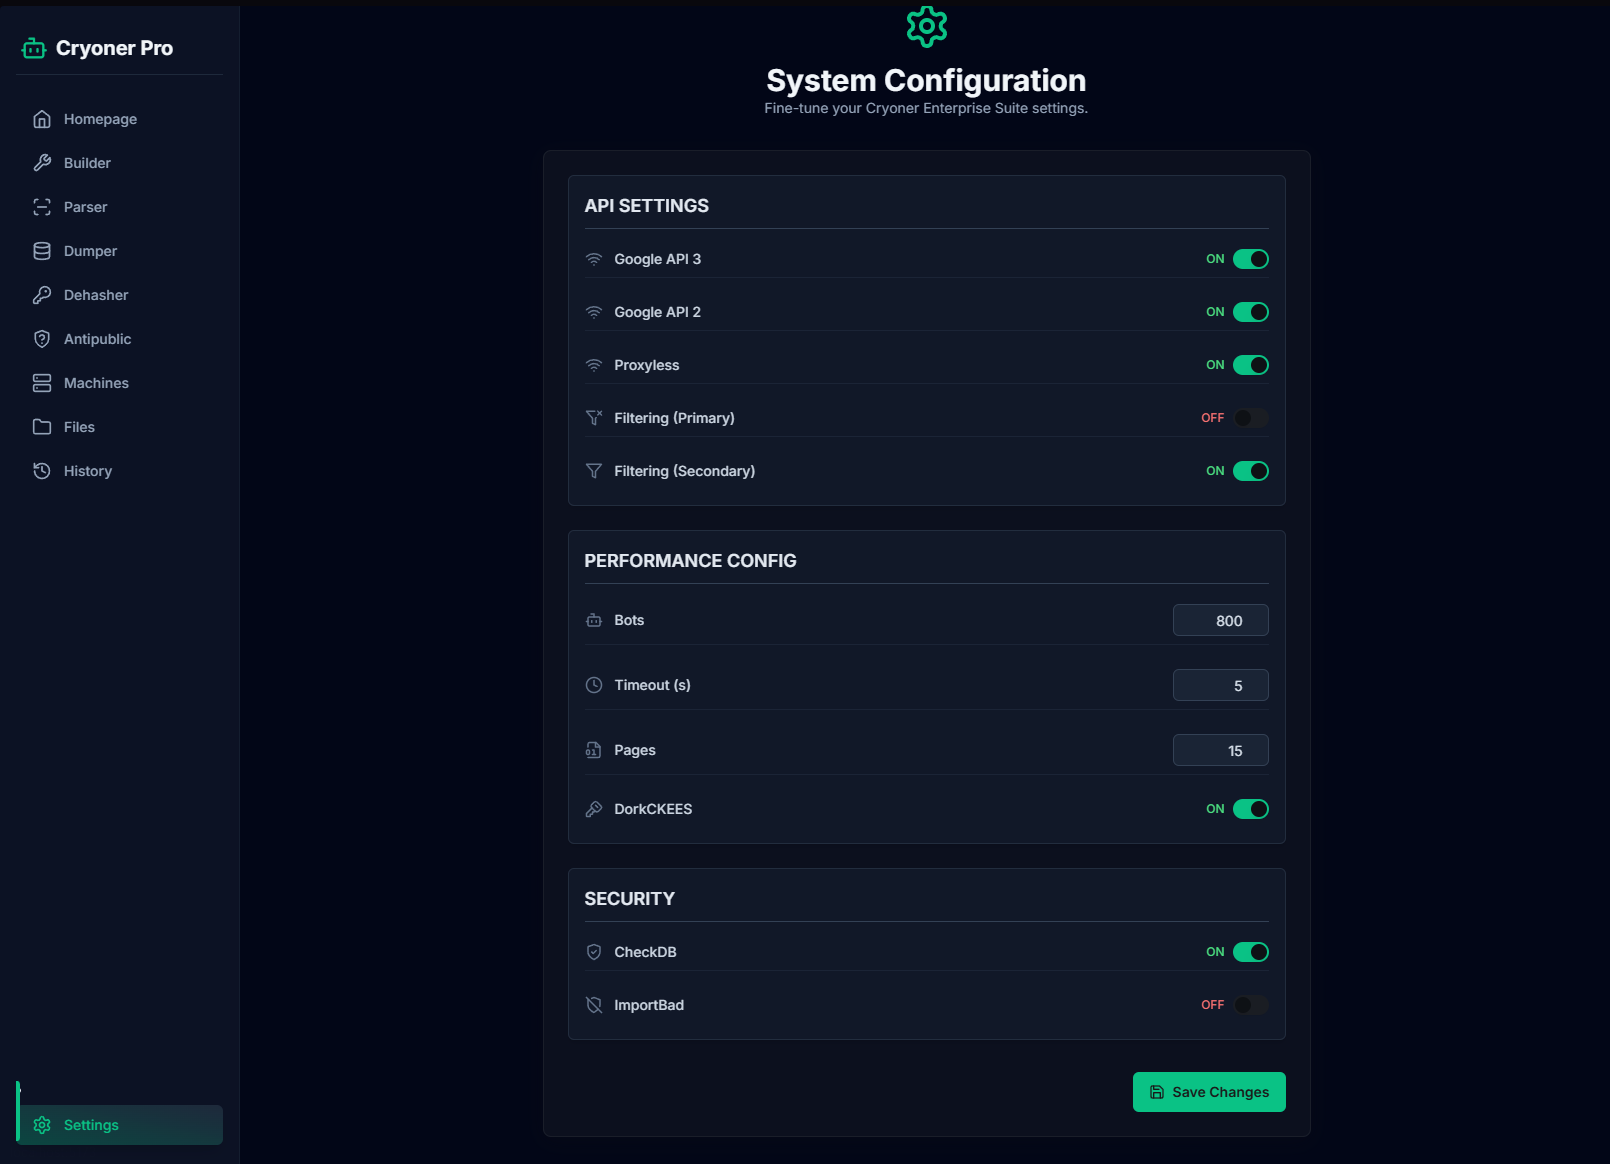 Cryoner Pro
Homepage
Builder
Parser
Dumper
Dehasher
Antipublic
Machines
Files
History
Settings
System Configuration
Fine-tune your Cryoner Enterprise Suite settings.
API SETTINGS
Google API 3 ON
Google API 2 ON
Proxyless ON
Filtering (Primary) OFF
Filtering (Secondary) ON
PERFORMANCE CONFIG
Bots 800
Timeout (s) 5
Pages 15
DorkCKEES ON
SECURITY
CheckDB ON
ImportBad OFF
Save Changes